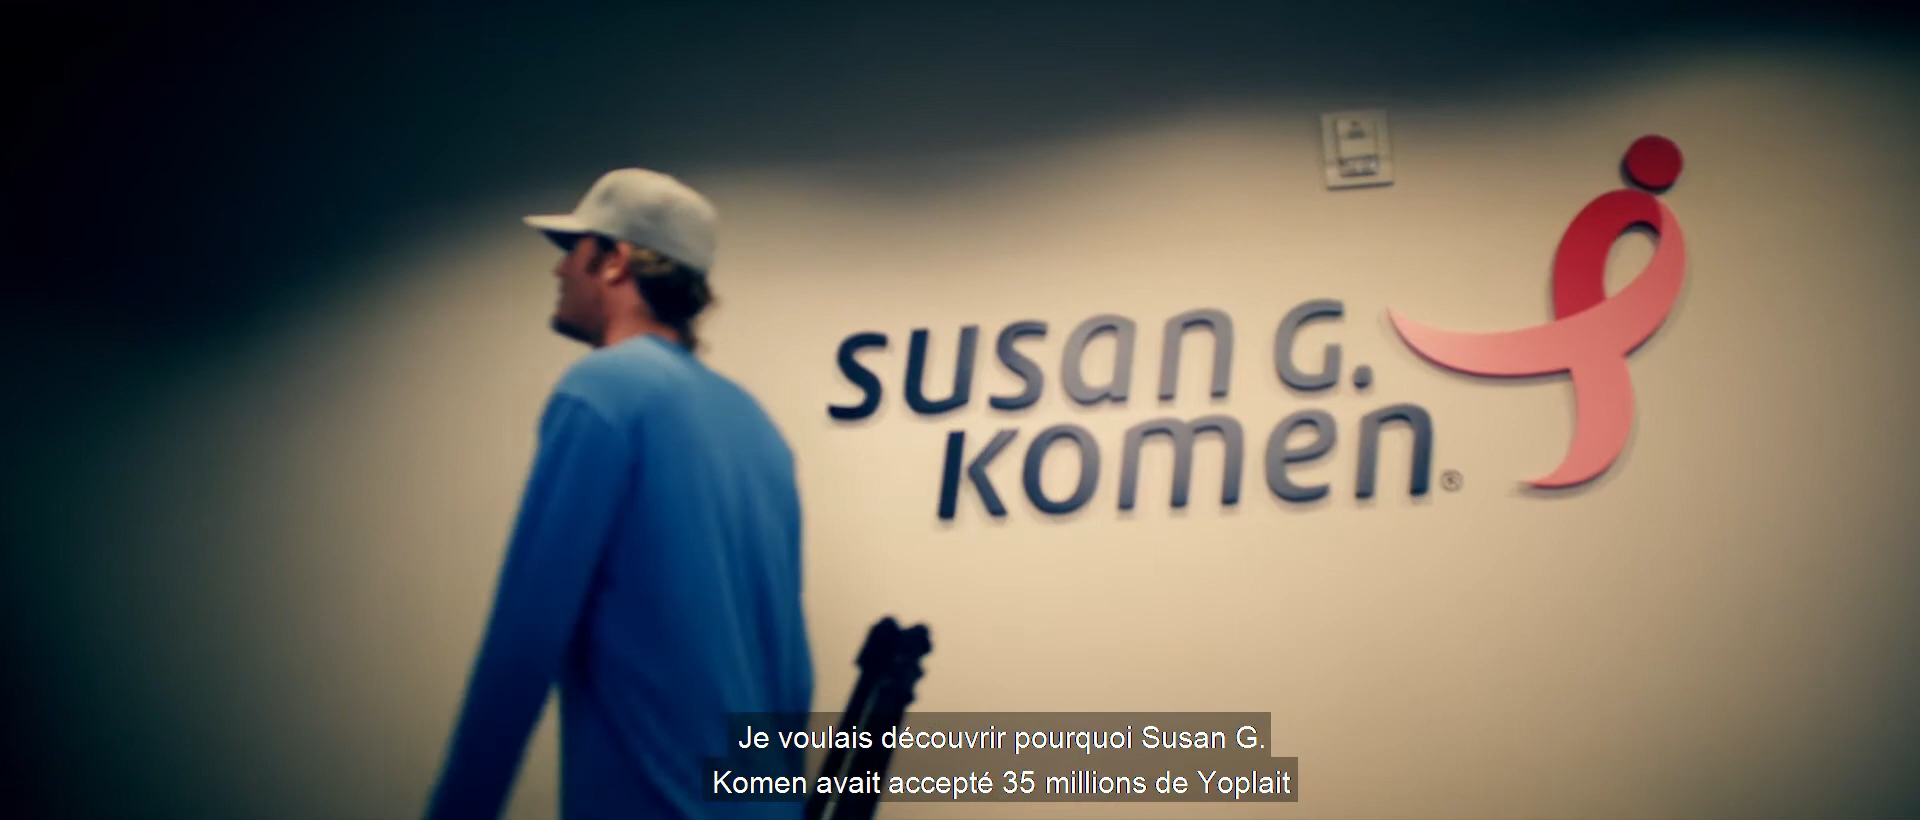 susan G.
komen®
Je voulais découvrir pourquoi Susan G.
Komen avait accepté 35 millions de Yoplait